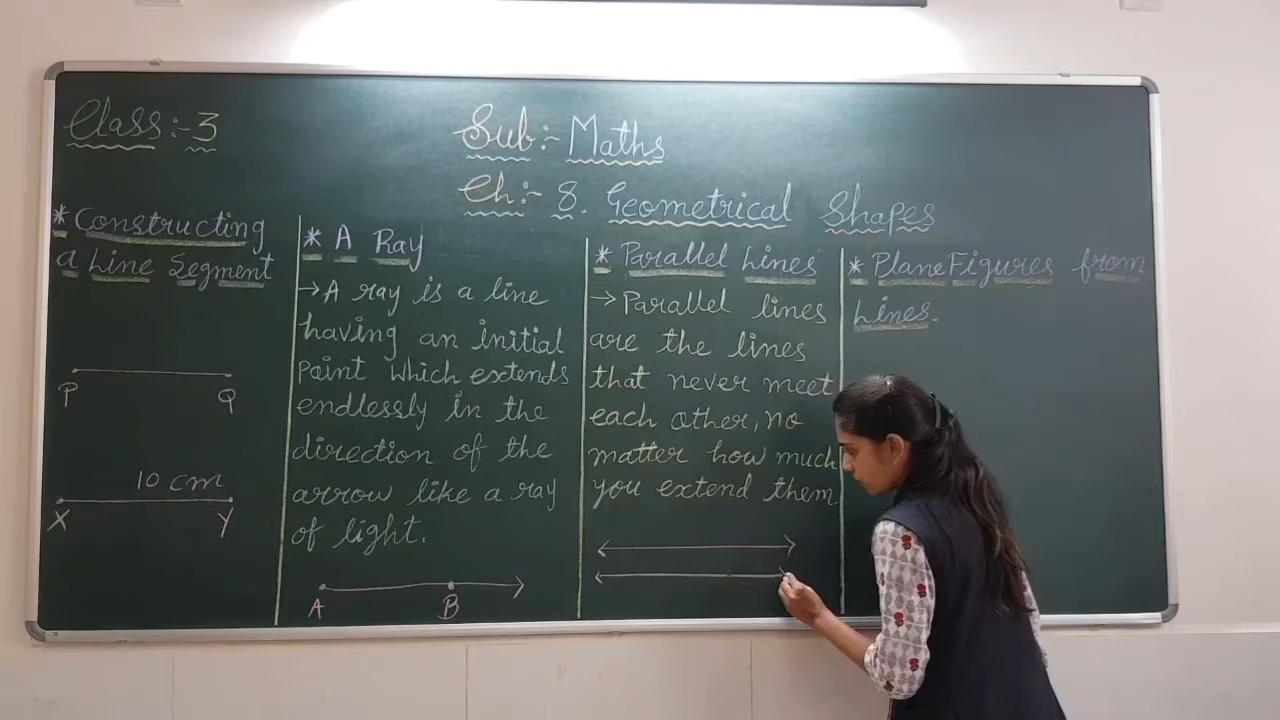 Class:- 3
Sub:- Maths
Ch:- 8. Geometrical Shapes
* Constructing
a Line Segment
P Q
10 cm
X Y
* A Ray
→ A ray is a line
having an initial
point which extends
endlessly in the
direction of the
arrow like a ray
of light.
A B
* Parallel Lines
→ Parallel lines
are the lines
that never meet
each other, no
matter how much
you extend them.
* Plane Figures from
Lines.